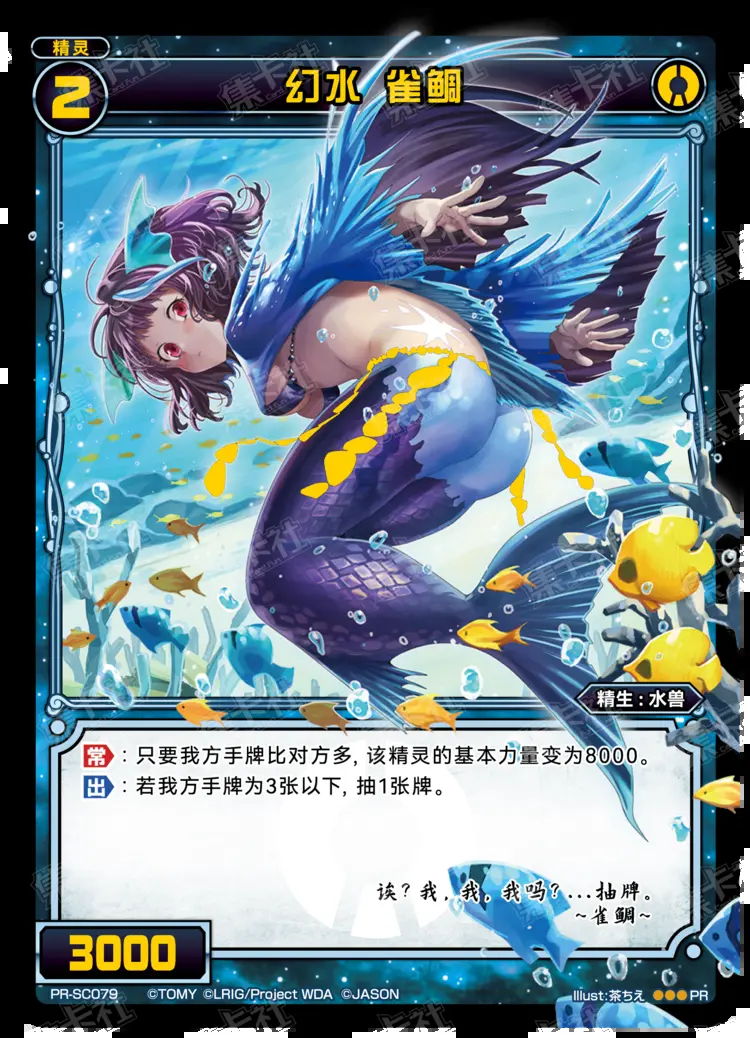 精灵
2
幻水 雀鲷
精生：水兽
常：只要我方手牌比对方多，该精灵的基本力量变为8000。
出：若我方手牌为3张以下，抽1张牌。
诶？我，我，我吗？...抽牌。
~雀鲷~
3000
PR-SC079 ©TOMY ©LRIG/Project WDA ©JASON
Illust:茶ちえ PR
集卡社